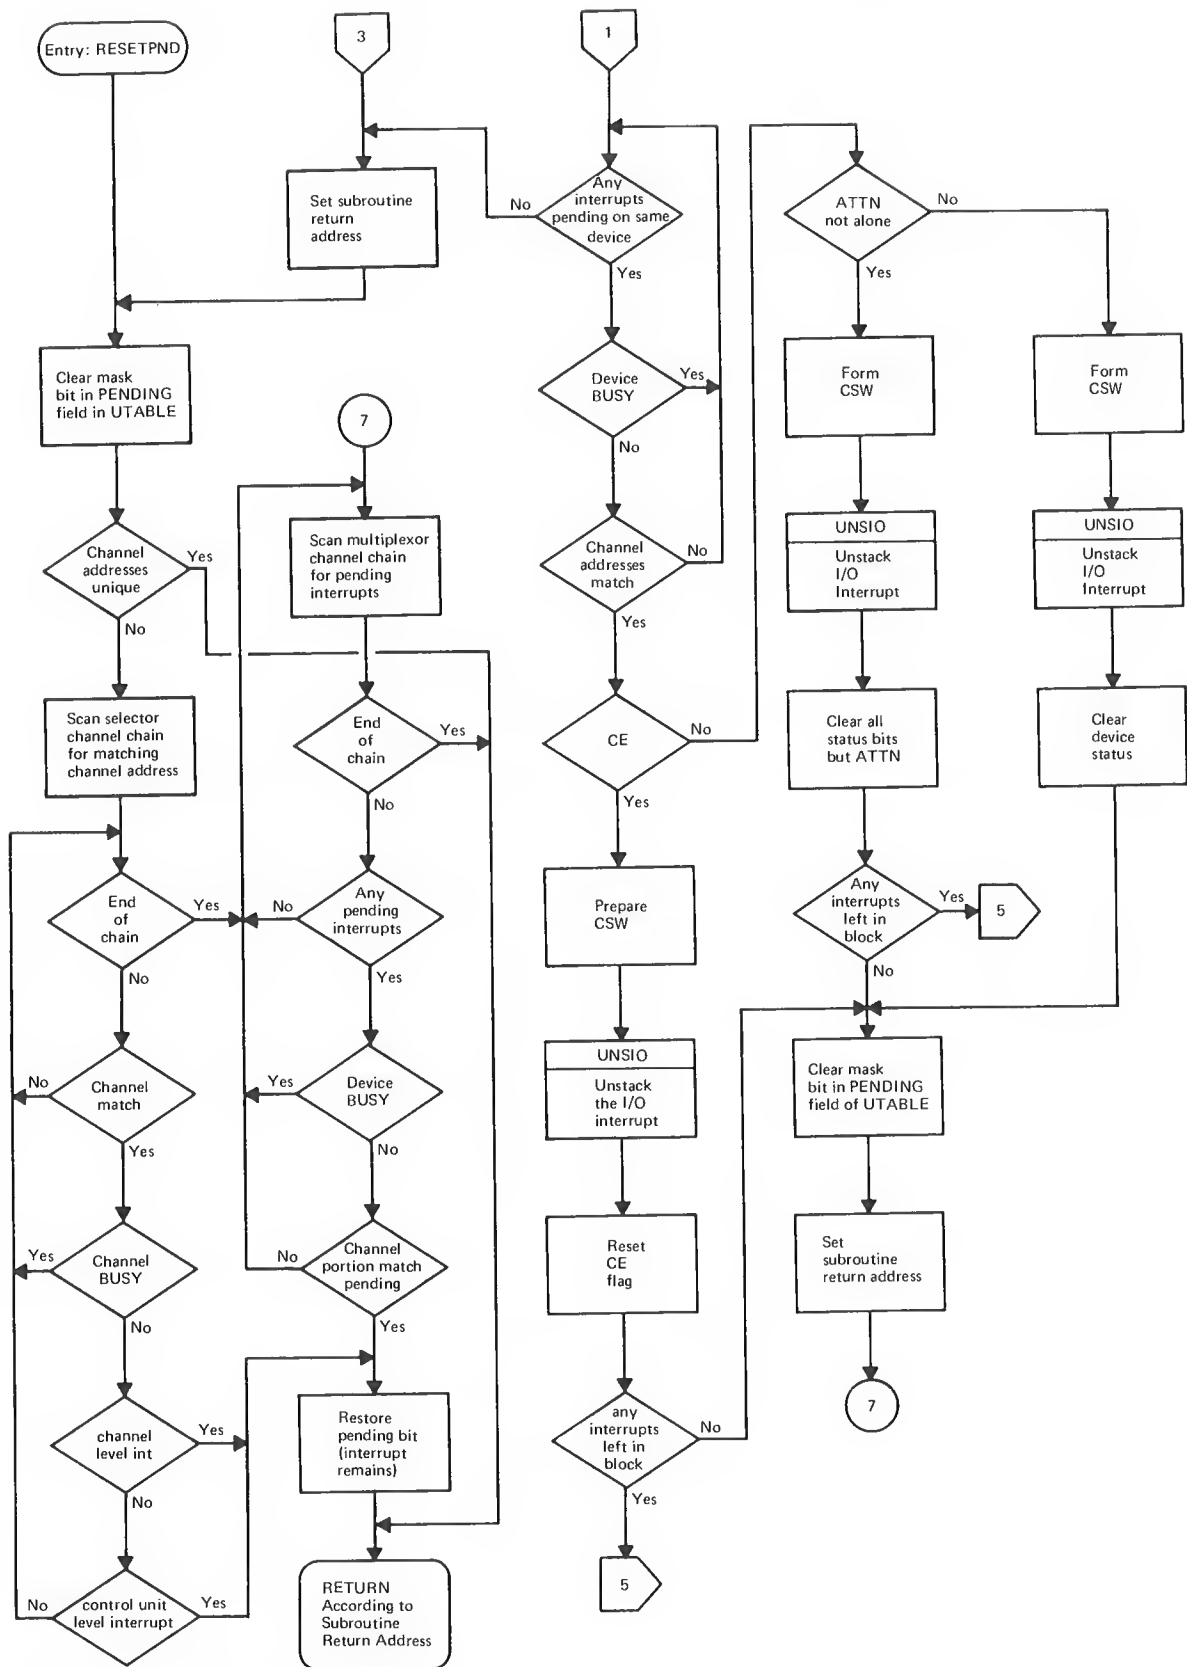 Entry: RESETPND
Clear mask
bit in PENDING
field in UTABLE
Channel
addresses
unique
Yes
No
Scan selector
channel chain
for matching
channel address
End
of
chain
Yes
No
Channel
match
No
Yes
Channel
BUSY
Yes
No
channel
level int
Yes
No
control unit
level interrupt
No
Yes
3
Set subroutine
return
address
7
Scan multiplexor
channel chain
for pending
interrupts
End
of
chain
Yes
No
Any
pending
interrupts
No
Yes
Device
BUSY
Yes
No
Channel
portion match
pending
No
Yes
Restore
pending bit
(interrupt
remains)
RETURN
According to
Subroutine
Return Address
1
Any
interrupts
pending on same
device
No
Yes
Device
BUSY
Yes
No
Channel
addresses
match
No
Yes
CE
No
Yes
Prepare
CSW
UNSIO
Unstack
the I/O
interrupt
Reset
CE
flag
any
interrupts
left in
block
No
Yes
5
ATTN
not alone
No
Yes
Form
CSW
UNSIO
Unstack
I/O
Interrupt
Clear all
status bits
but ATTN
Any
interrupts
left in
block
Yes
5
No
Clear mask
bit in PENDING
field of UTABLE
Set
subroutine
return address
7
Form
CSW
UNSIO
Unstack
I/O
Interrupt
Clear
device
status